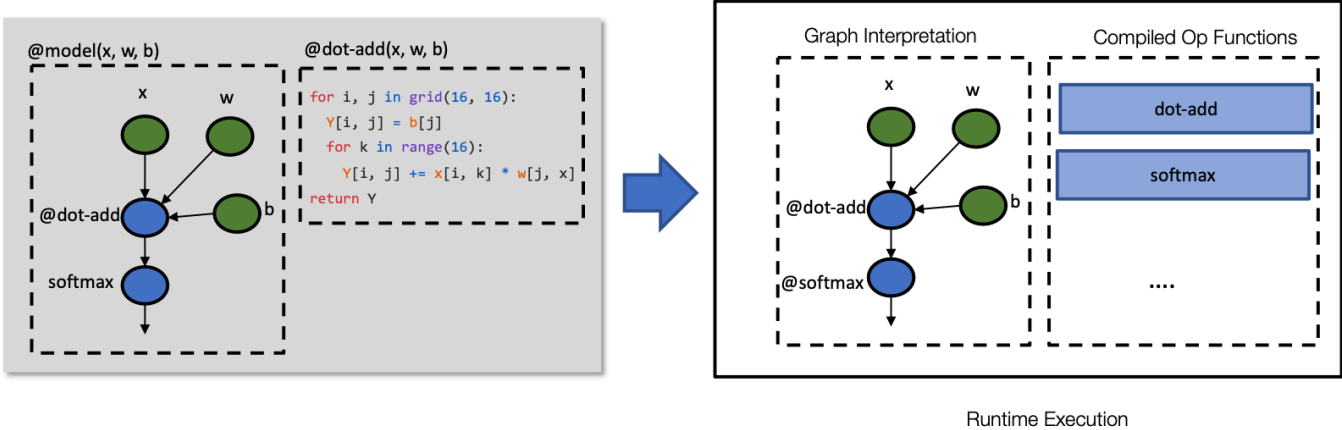 @model(x, w, b)
x
w
@dot-add
b
softmax
@dot-add(x, w, b)
for i, j in grid(16, 16):
  Y[i, j] = b[j]
  for k in range(16):
    Y[i, j] += x[i, k] * w[j, x]
return Y
Graph Interpretation
x
w
@dot-add
b
@softmax
Compiled Op Functions
dot-add
softmax
....
Runtime Execution